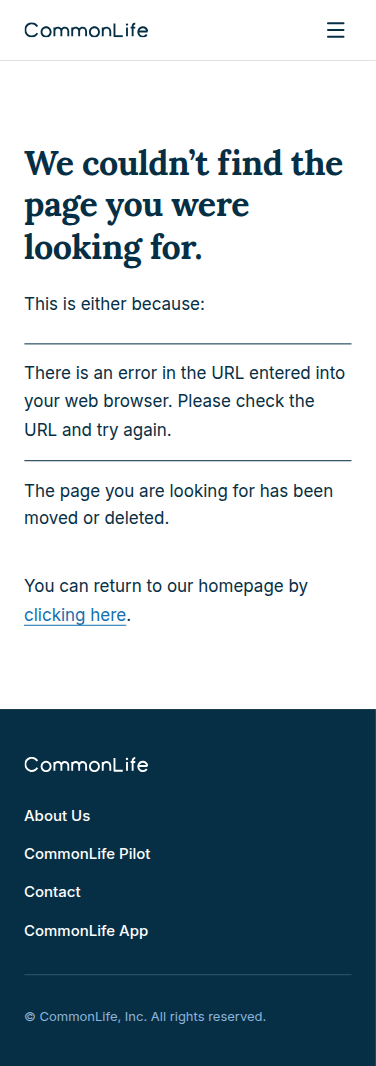 CommonLife
We couldn’t find the
page you were
looking for.
This is either because:
There is an error in the URL entered into
your web browser. Please check the
URL and try again.
The page you are looking for has been
moved or deleted.
You can return to our homepage by
clicking here.
CommonLife
About Us
CommonLife Pilot
Contact
CommonLife App
© CommonLife, Inc. All rights reserved.